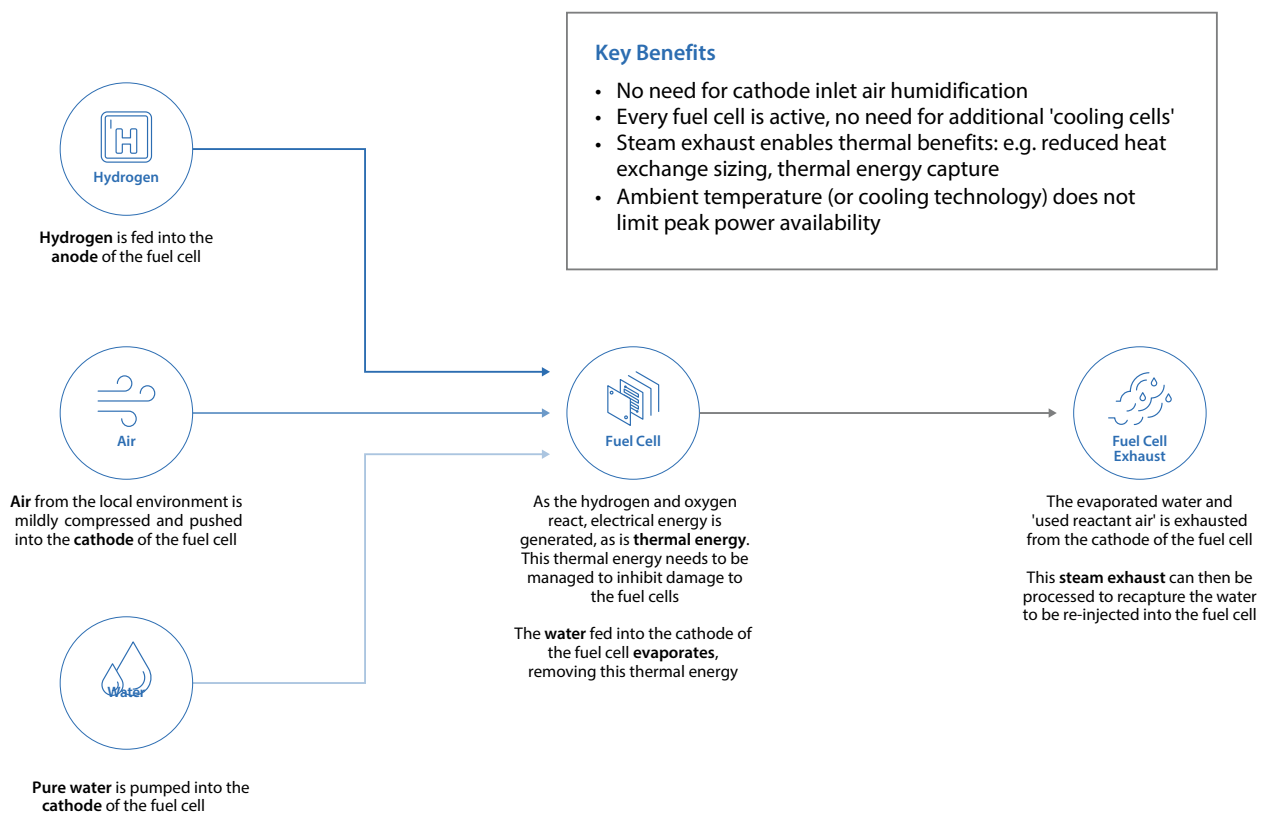 Key Benefits
• No need for cathode inlet air humidification
• Every fuel cell is active, no need for additional 'cooling cells'
• Steam exhaust enables thermal benefits: e.g. reduced heat
exchange sizing, thermal energy capture
• Ambient temperature (or cooling technology) does not
limit peak power availability
H
Hydrogen
Hydrogen is fed into the
anode of the fuel cell
Air
Air from the local environment is
mildly compressed and pushed
into the cathode of the fuel cell
Water
Pure water is pumped into the
cathode of the fuel cell
Fuel Cell
As the hydrogen and oxygen
react, electrical energy is
generated, as is thermal energy.
This thermal energy needs to be
managed to inhibit damage to
the fuel cells
The water fed into the cathode of
the fuel cell evaporates,
removing this thermal energy
Fuel Cell
Exhaust
The evaporated water and
'used reactant air' is exhausted
from the cathode of the fuel cell
This steam exhaust can then be
processed to recapture the water
to be re-injected into the fuel cell